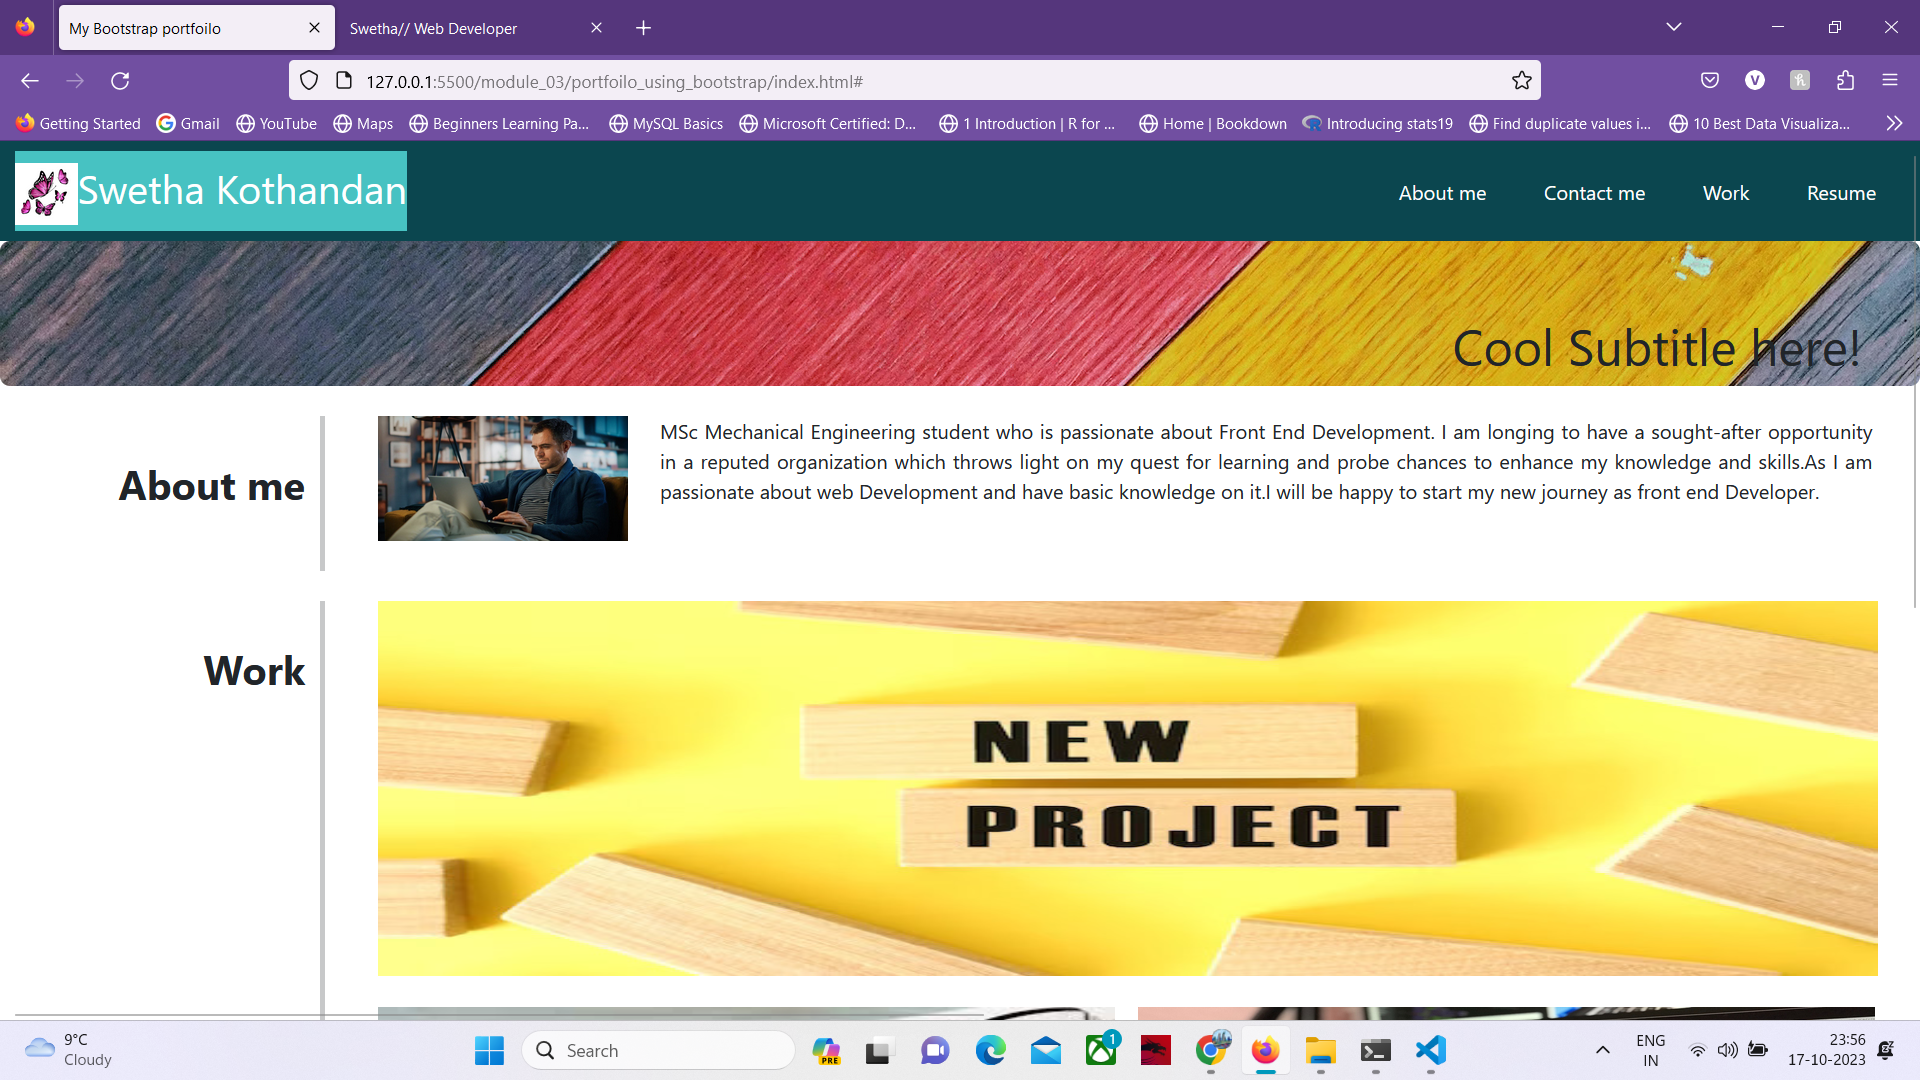 My Bootstrap portfoilo
Swetha// Web Developer
127.0.0.1:5500/module_03/portfoilo_using_bootstrap/index.html#
Getting Started
Gmail
YouTube
Maps
Beginners Learning Pa...
MySQL Basics
Microsoft Certified: D...
1 Introduction | R for ...
Home | Bookdown
Introducing stats19
Find duplicate values i...
10 Best Data Visualiza...
Swetha Kothandan
About me
Contact me
Work
Resume
Cool Subtitle here!
About me
MSc Mechanical Engineering student who is passionate about Front End Development. I am longing to have a sought-after opportunity
in a reputed organization which throws light on my quest for learning and probe chances to enhance my knowledge and skills.As I am
passionate about web Development and have basic knowledge on it.I will be happy to start my new journey as front end Developer.
Work
NEW
PROJECT
9°C
Cloudy
Search
PRE
1
ENG
IN
23:56
17-10-2023